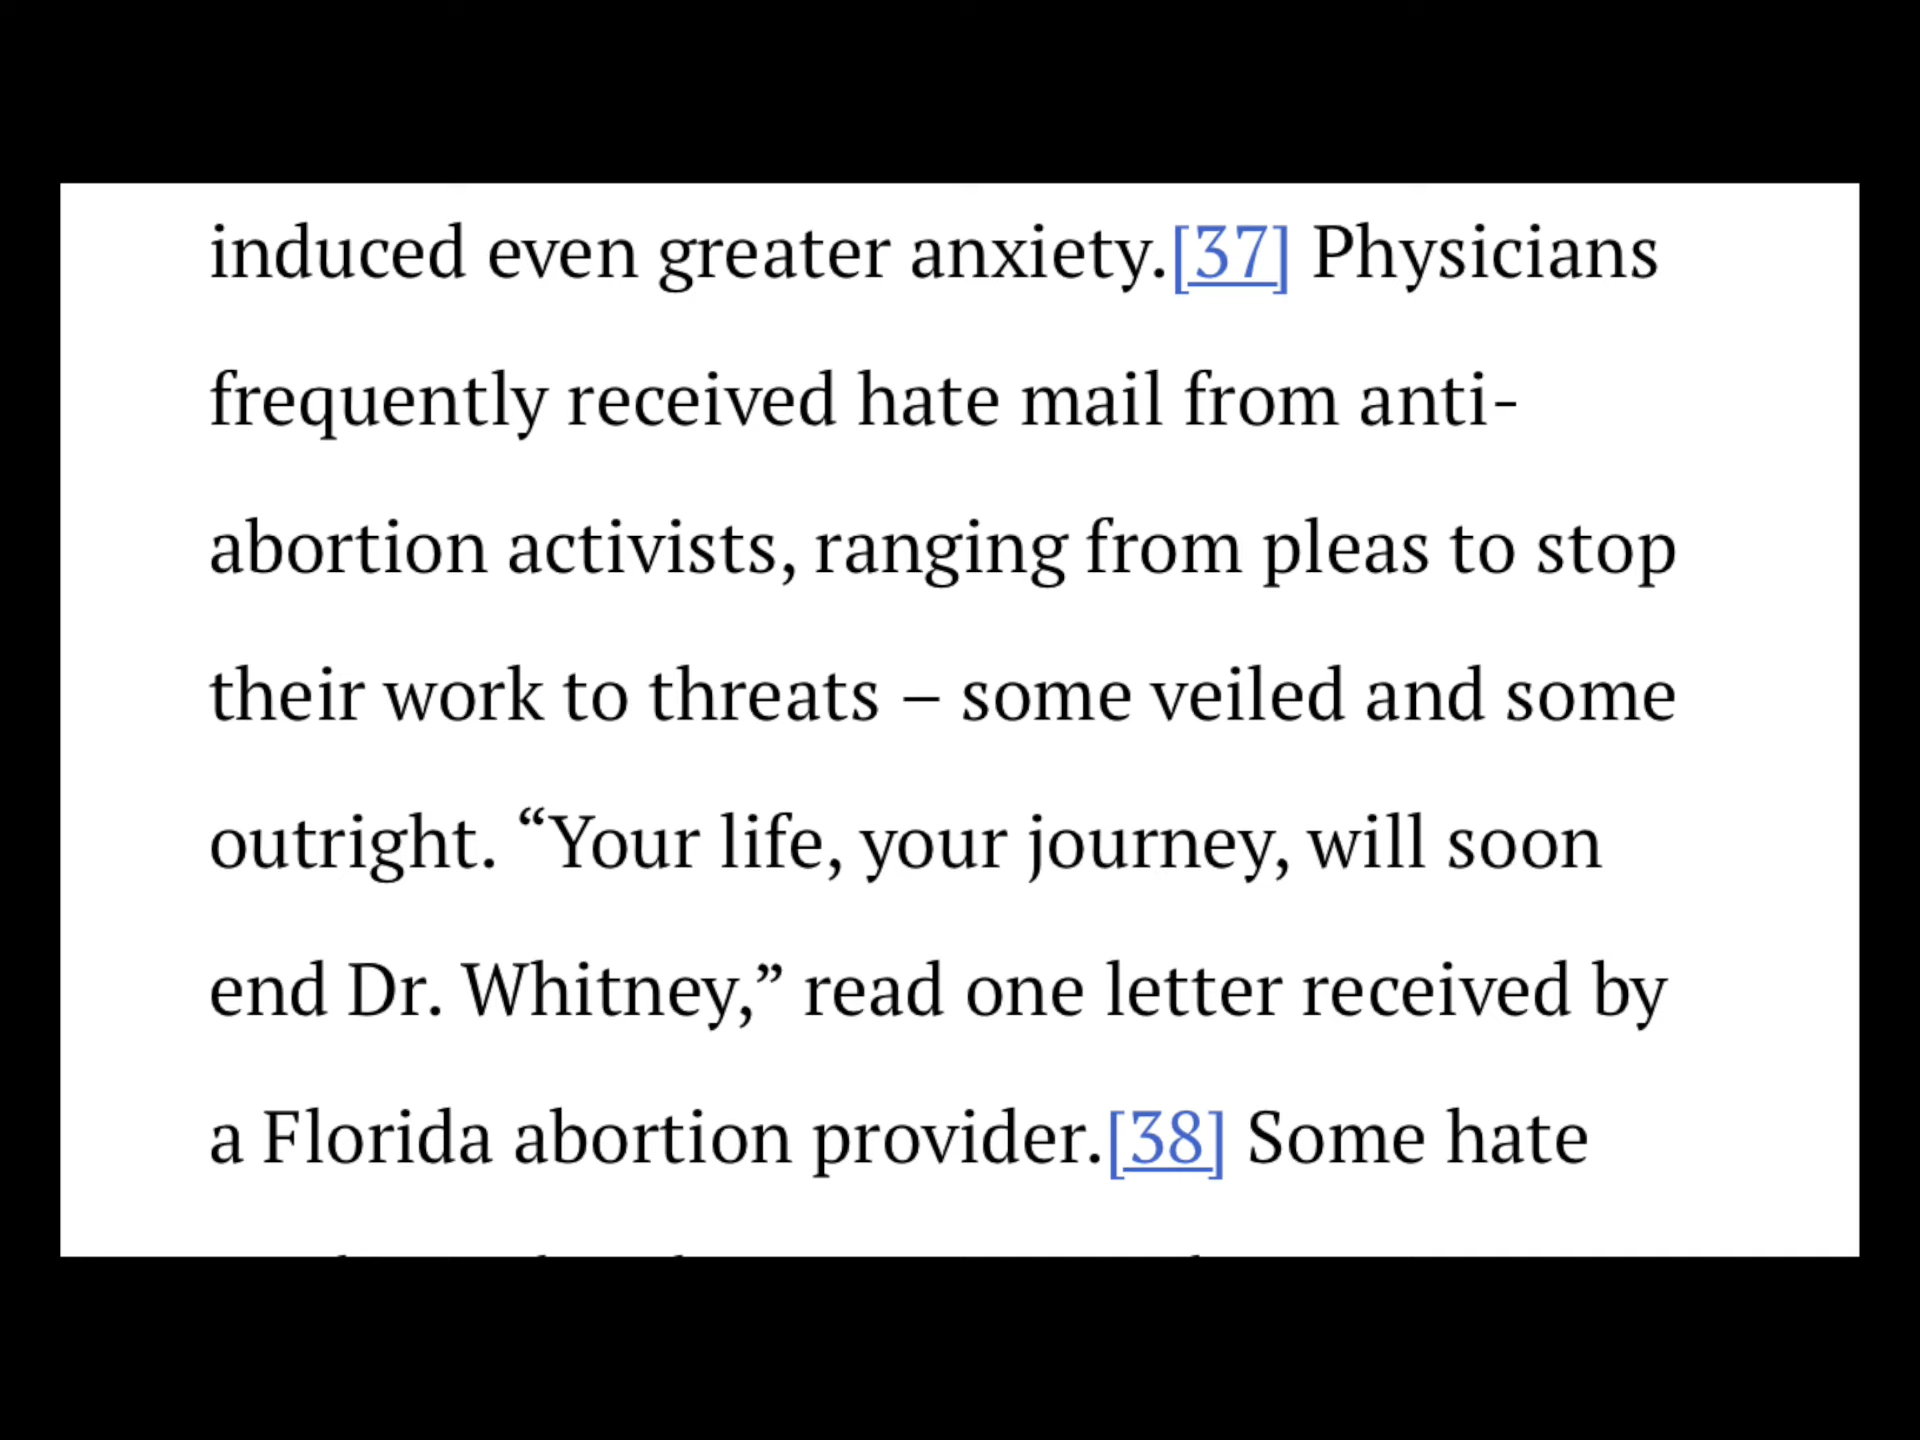 induced even greater anxiety.[37] Physicians
frequently received hate mail from anti-
abortion activists, ranging from pleas to stop
their work to threats – some veiled and some
outright. “Your life, your journey, will soon
end Dr. Whitney,” read one letter received by
a Florida abortion provider.[38] Some hate